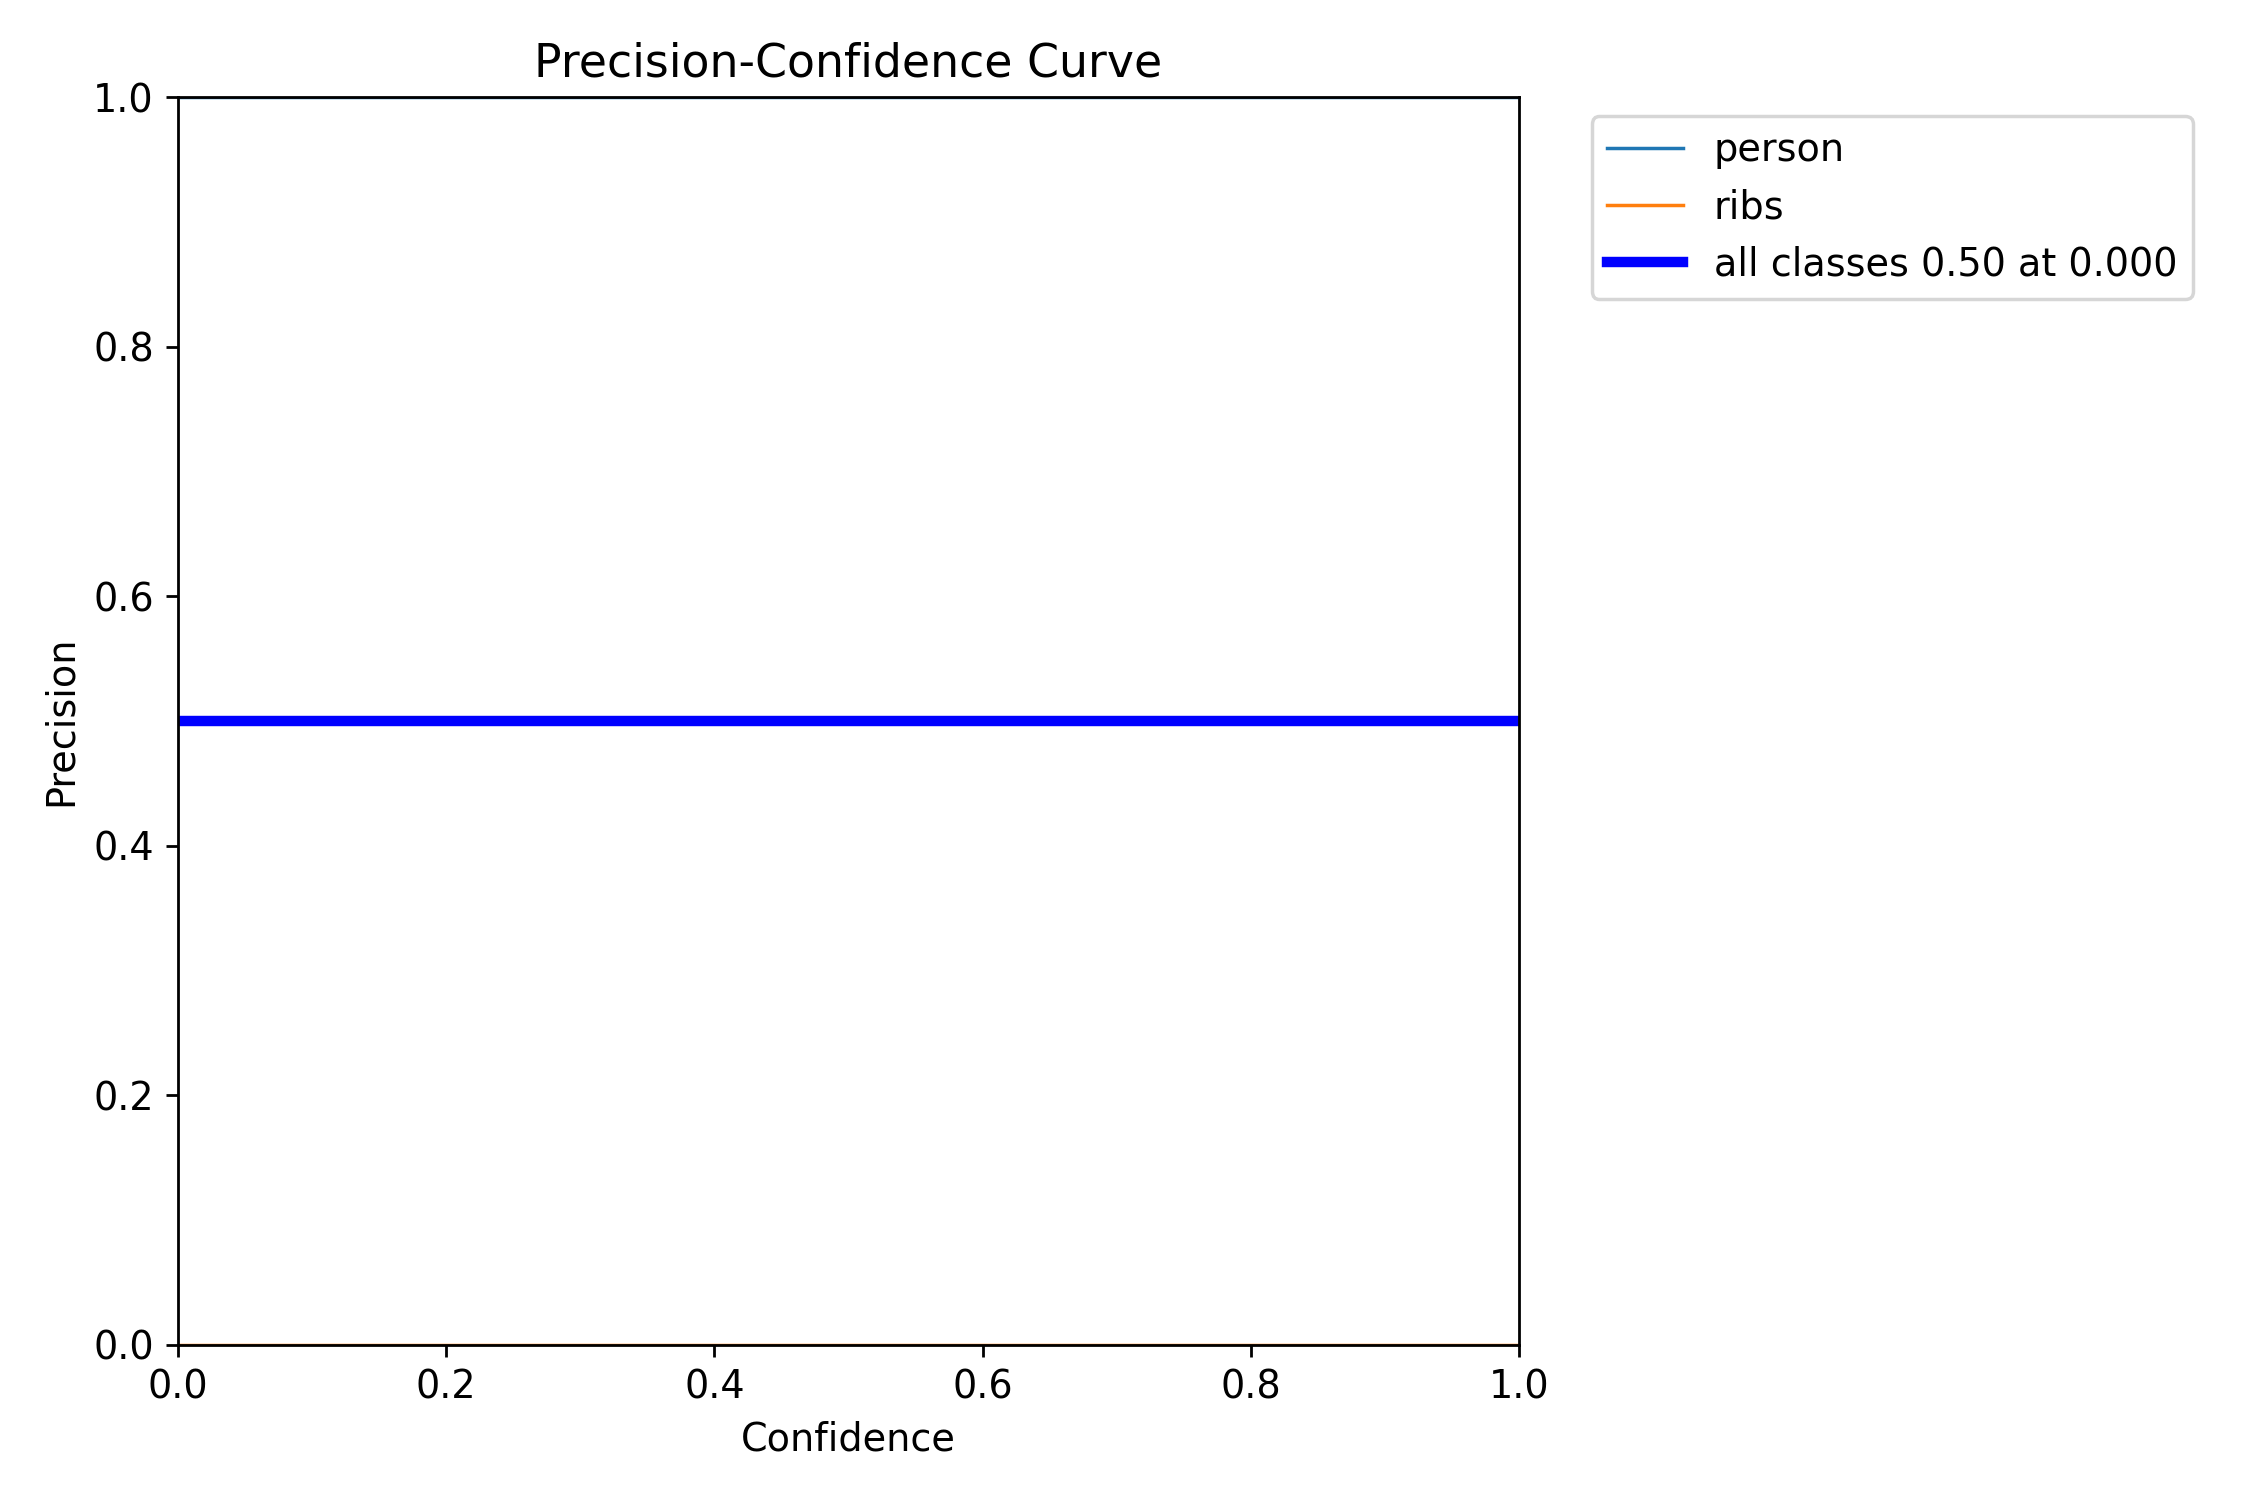 Precision-Confidence Curve
1.0
0.8
0.6
0.4
0.2
0.0
Precision
0.0 0.2 0.4 0.6 0.8 1.0
Confidence
person
ribs
all classes 0.50 at 0.000